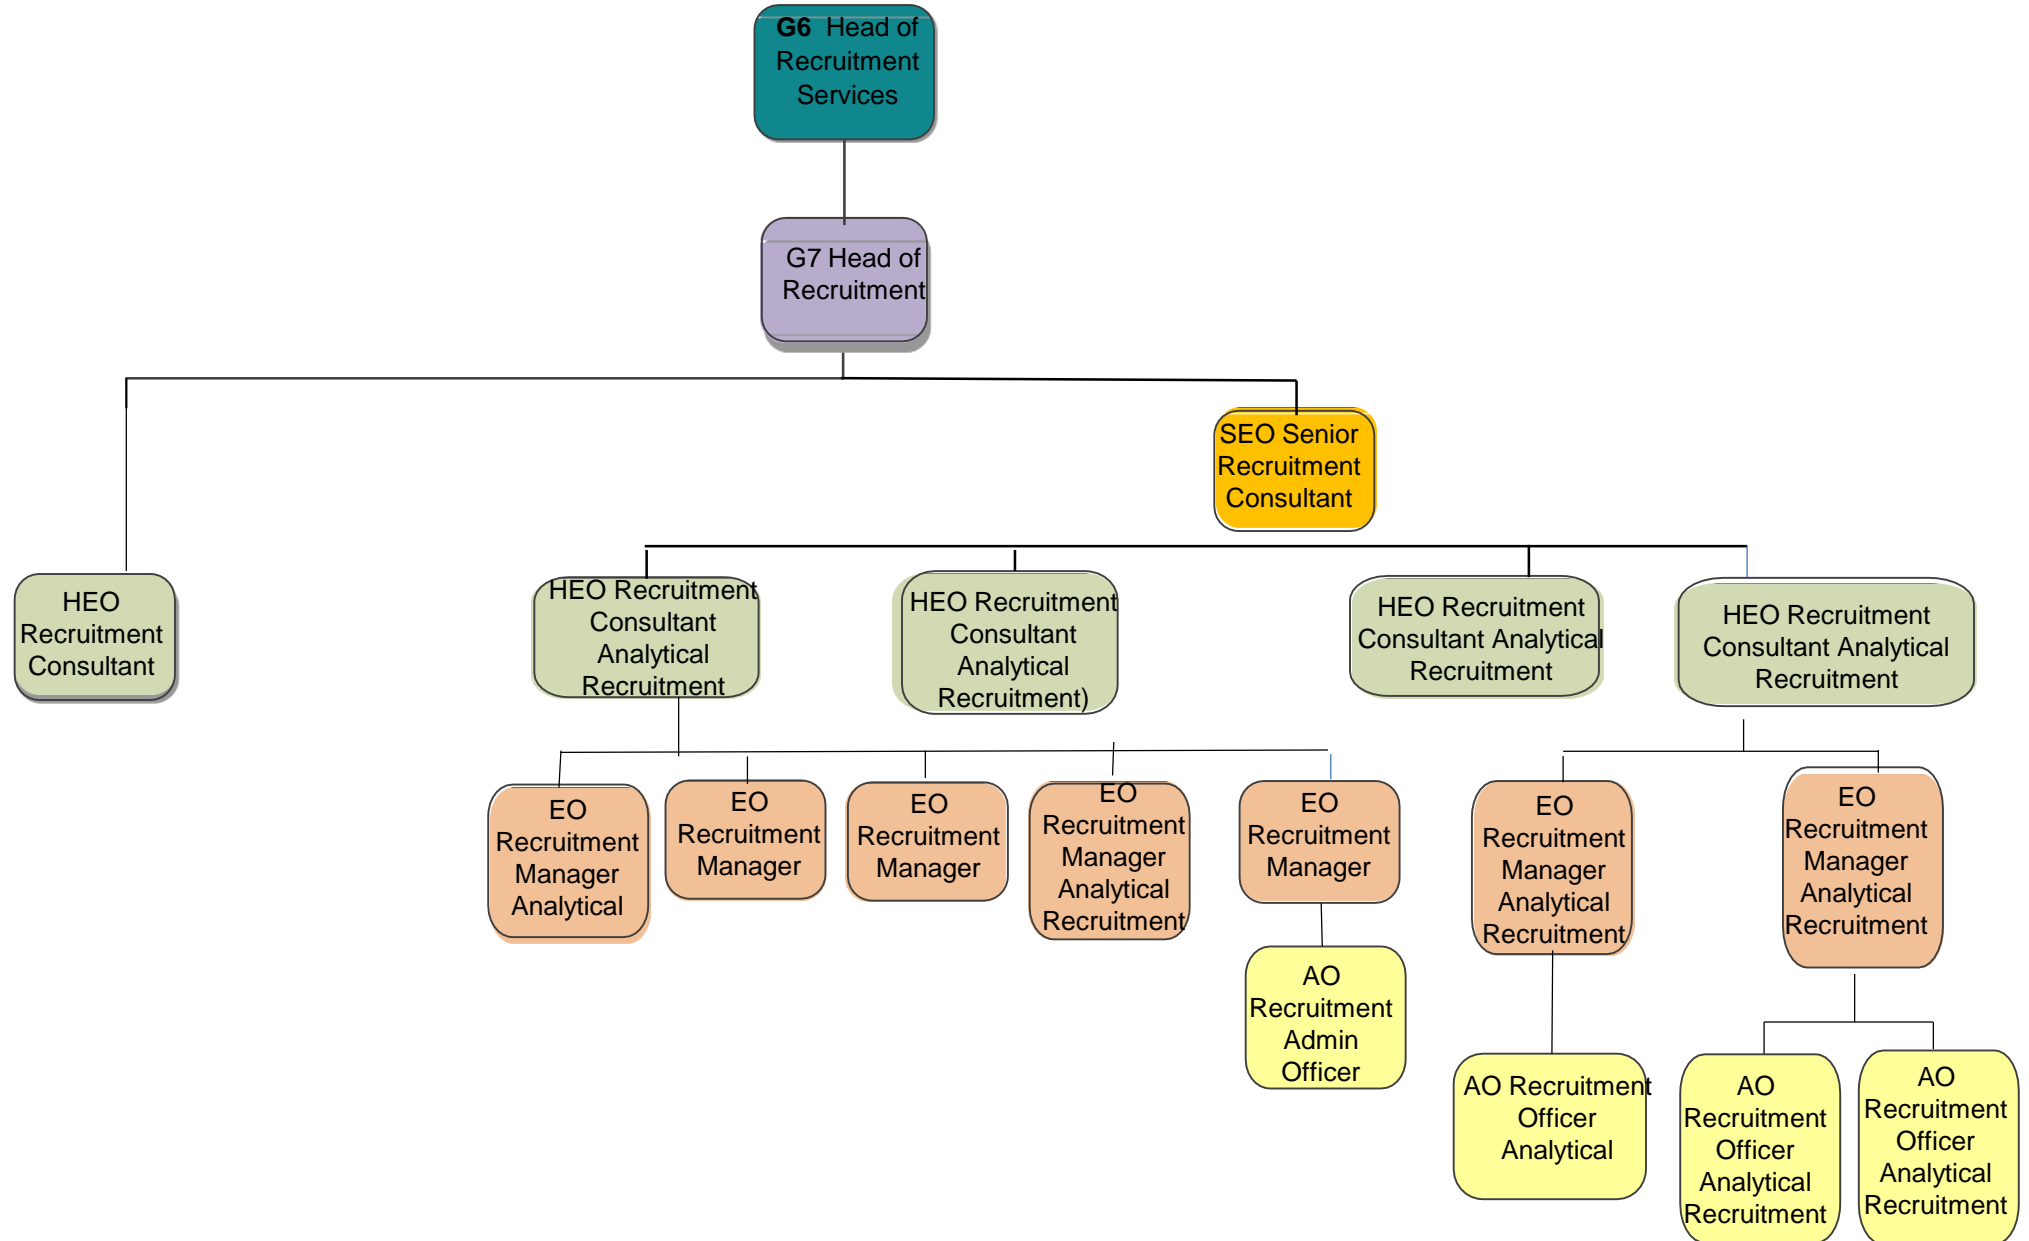 G6 Head of
Recruitment
Services
G7 Head of
Recruitment
SEO Senior
Recruitment
Consultant
HEO
Recruitment
Consultant
HEO Recruitment
Consultant
Analytical
Recruitment
HEO Recruitment
Consultant
Analytical
Recruitment)
HEO Recruitment
Consultant Analytical
Recruitment
HEO Recruitment
Consultant Analytical
Recruitment
EO
Recruitment
Manager
Analytical
EO
Recruitment
Manager
EO
Recruitment
Manager
EO
Recruitment
Manager
Analytical
Recruitment
EO
Recruitment
Manager
EO
Recruitment
Manager
Analytical
Recruitment
EO
Recruitment
Manager
Analytical
Recruitment
AO
Recruitment
Admin
Officer
AO Recruitment
Officer
Analytical
AO
Recruitment
Officer
Analytical
Recruitment
AO
Recruitment
Officer
Analytical
Recruitment